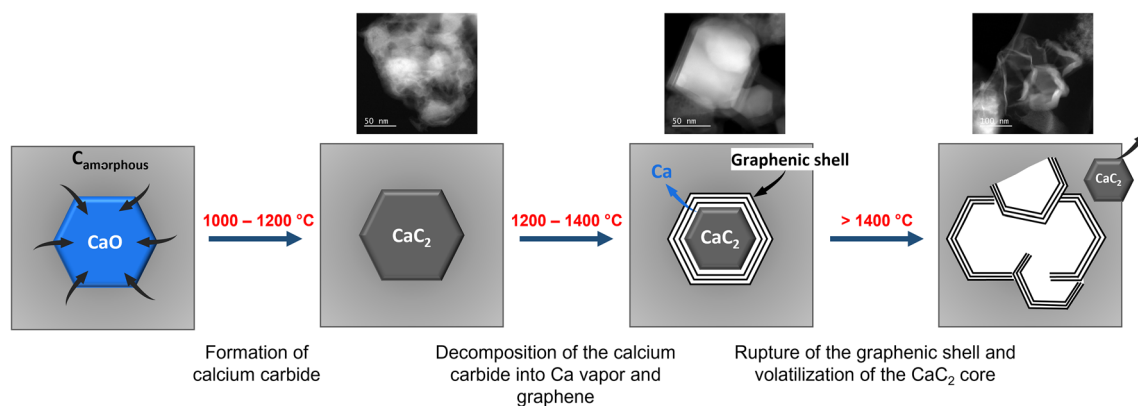 50 nm
50 nm
100 nm
C amorphous
CaO
1000 – 1200 °C
CaC2
1200 – 1400 °C
Ca
Graphenic shell
CaC2
> 1400 °C
CaC2
Formation of
calcium carbide
Decomposition of the calcium
carbide into Ca vapor and
graphene
Rupture of the graphenic shell and
volatilization of the CaC2 core